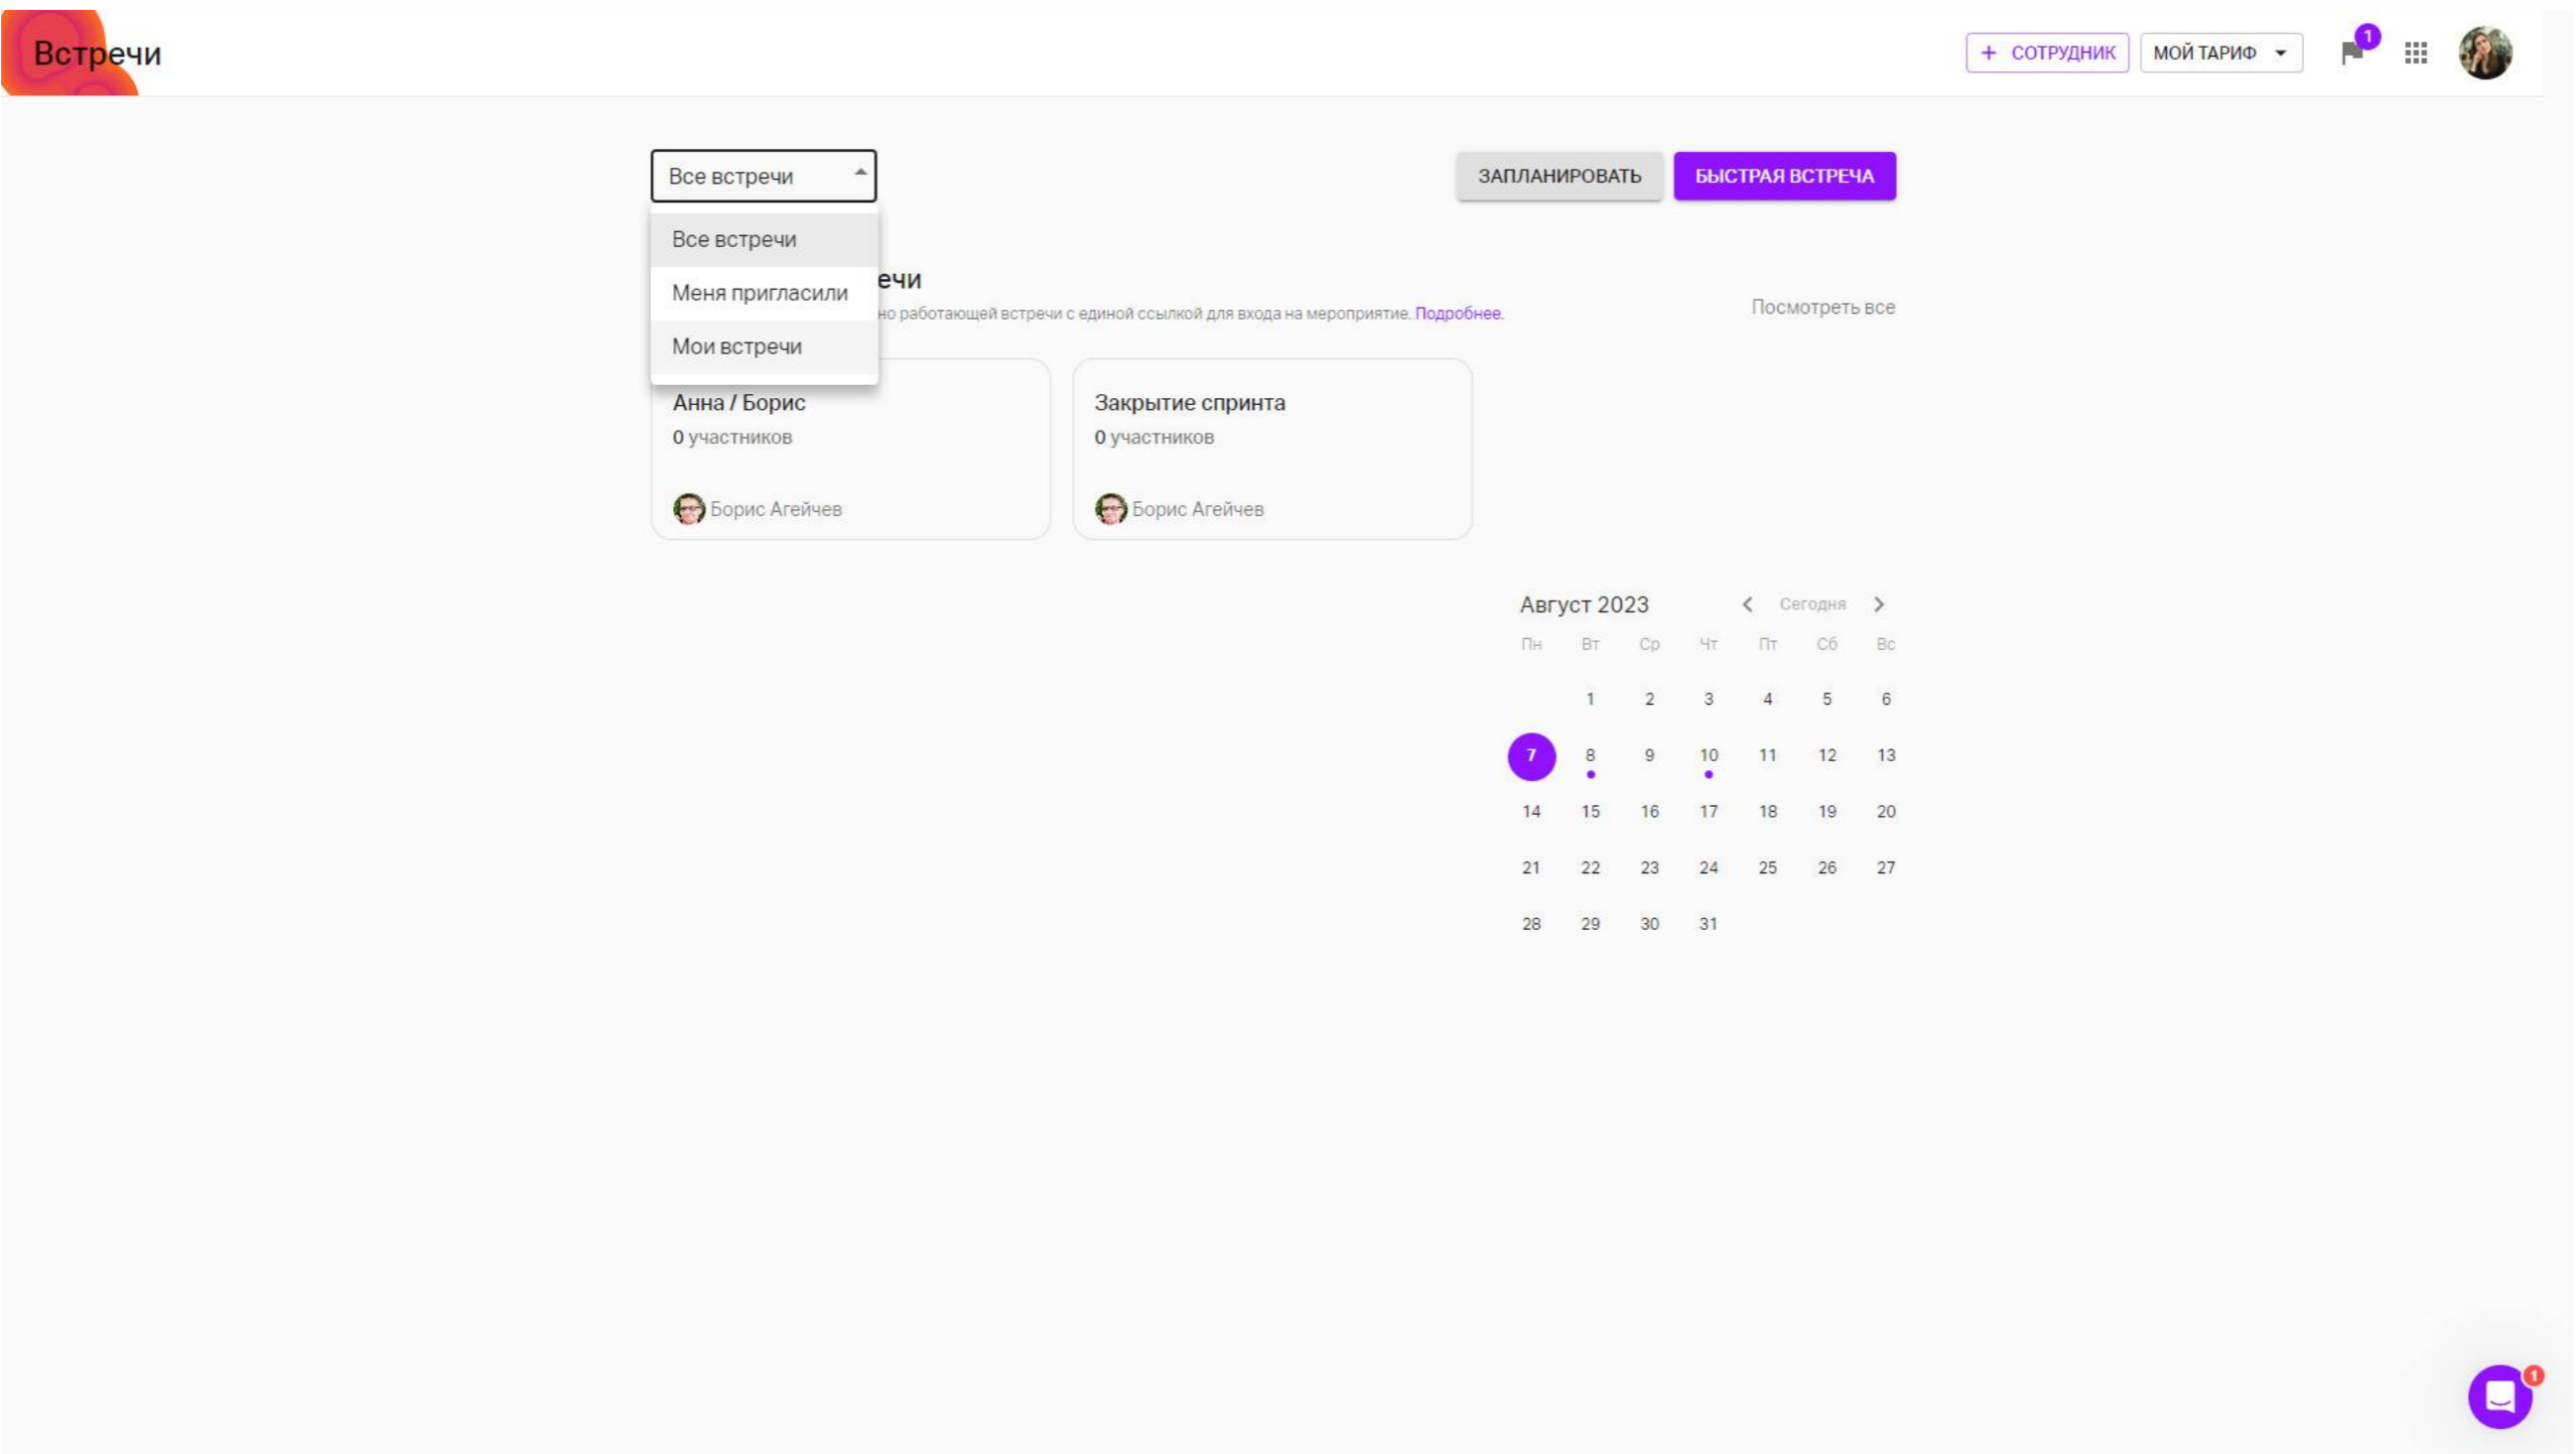 Встречи
+ СОТРУДНИК
МОЙ ТАРИФ
1
Все встречи
ЗАПЛАНИРОВАТЬ
БЫСТРАЯ ВСТРЕЧА
Все встречи
Меня пригласили
Мои встречи
ечи
но работающей встречи с единой ссылкой для входа на мероприятие. Подробнее.
Посмотреть все
Анна / Борис
0 участников
Борис Агейчев
Закрытие спринта
0 участников
Борис Агейчев
Август 2023
Сегодня
Пн Вт Ср Чт Пт Сб Вс
1 2 3 4 5 6
7 8 9 10 11 12 13
14 15 16 17 18 19 20
21 22 23 24 25 26 27
28 29 30 31
1